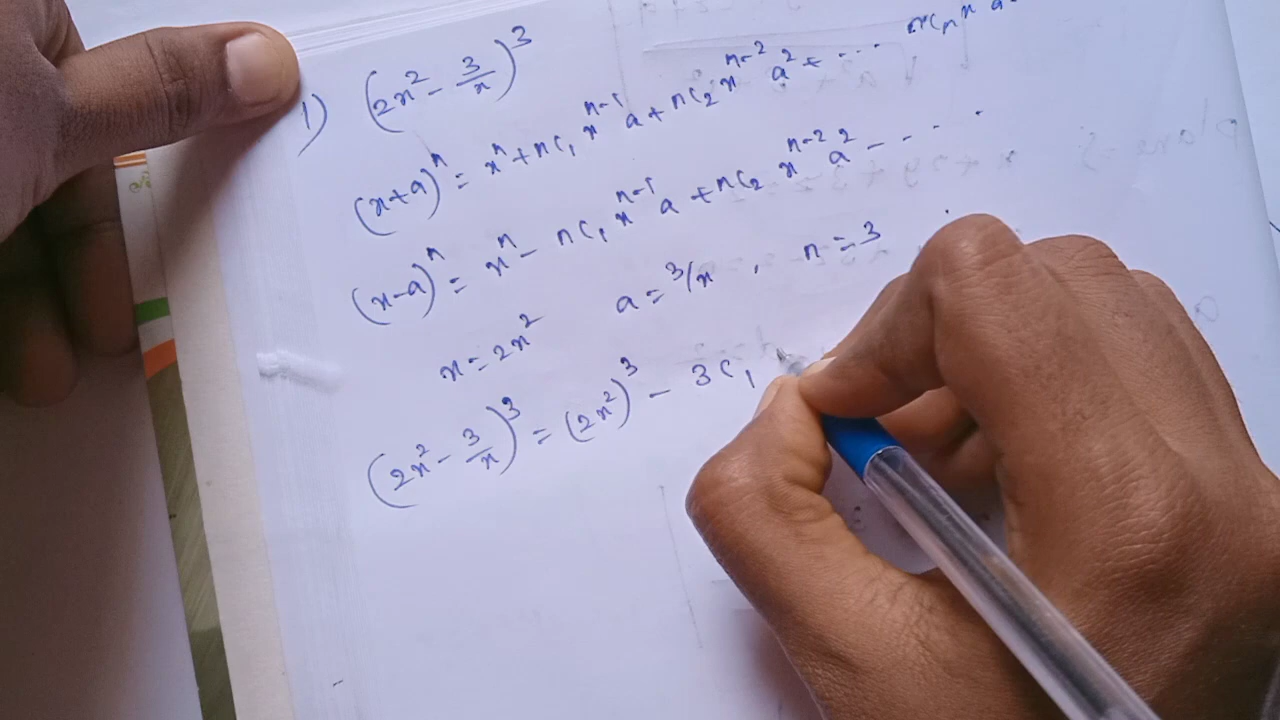 1) (2x² - 3/x)³
(x+a)ⁿ = xⁿ + nC₁ xⁿ⁻¹ a + nC₂ xⁿ⁻² a² + ...
(x-a)ⁿ = xⁿ - nC₁ xⁿ⁻¹ a + nC₂ xⁿ⁻² a² - ....
x = 2x² a = 3/x , n = 3
(2x² - 3/x)³ = (2x²)³ - 3C₁